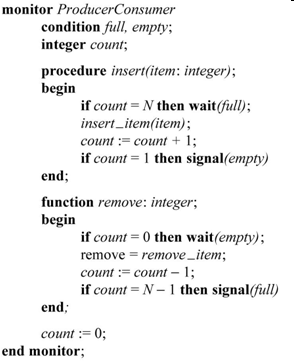 monitor ProducerConsumer
condition full, empty;
integer count;
procedure insert(item: integer);
begin
if count = N then wait(full);
insert_item(item);
count := count + 1;
if count = 1 then signal(empty)
end;
function remove: integer;
begin
if count = 0 then wait(empty);
remove = remove_item;
count := count – 1;
if count = N – 1 then signal(full)
end;
count := 0;
end monitor;